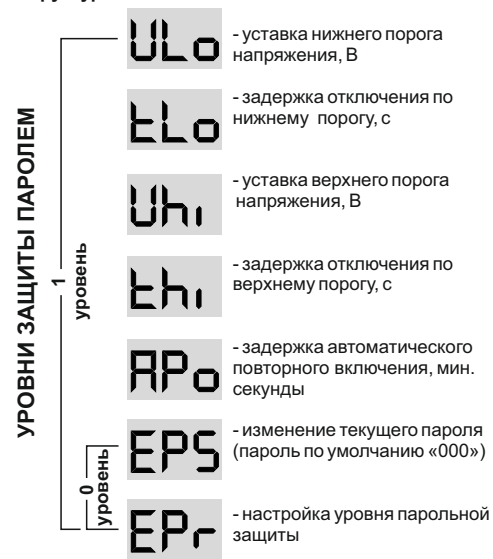 ULo
- уставка нижнего порога
напряжения, В
tLo
- задержка отключения по
нижнему порогу, с
Uhi
- уставка верхнего порога
напряжения, В
thi
- задержка отключения по
верхнему порогу, с
APo
- задержка автоматического
повторного включения, мин.
секунды
EPS
- изменение текущего пароля
(пароль по умолчанию «000»)
EPr
- настройка уровня парольной
защиты
УРОВНИ ЗАЩИТЫ ПАРОЛЕМ
1
уровень
0
уровень